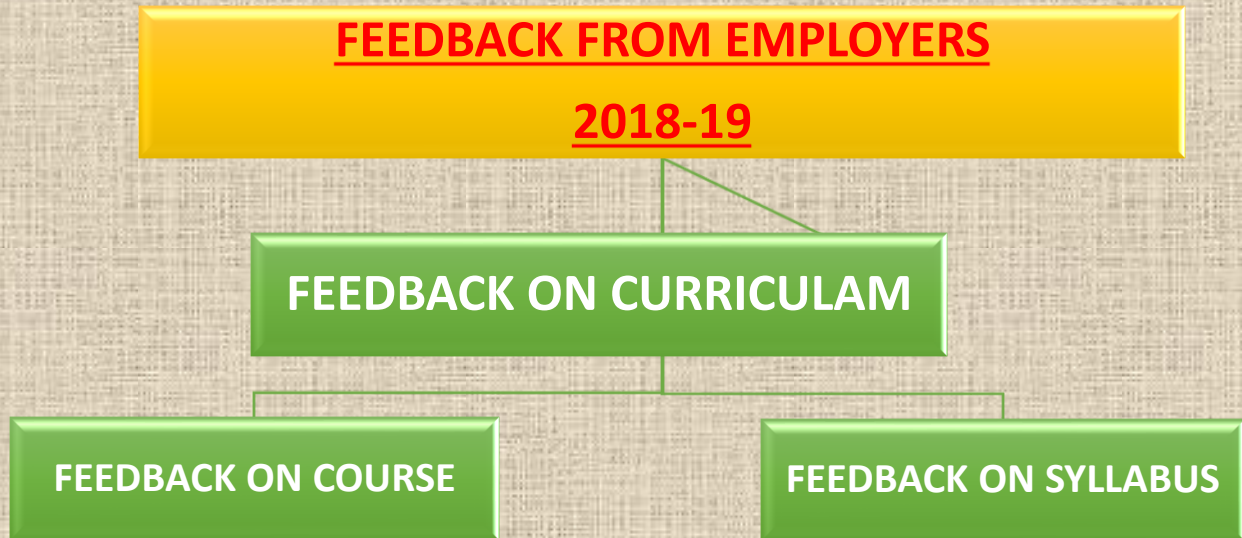 FEEDBACK FROM EMPLOYERS
2018-19
FEEDBACK ON CURRICULAM
FEEDBACK ON COURSE
FEEDBACK ON SYLLABUS